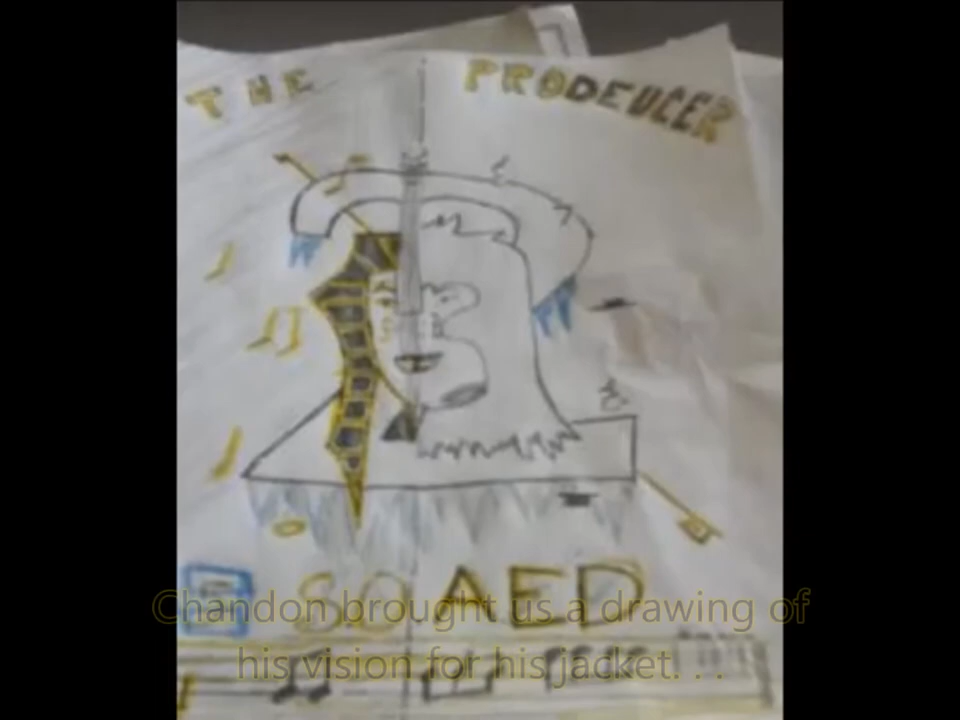 THE PRODEUCER
SOAED
Chandon brought us a drawing of
his vision for his jacket. . .